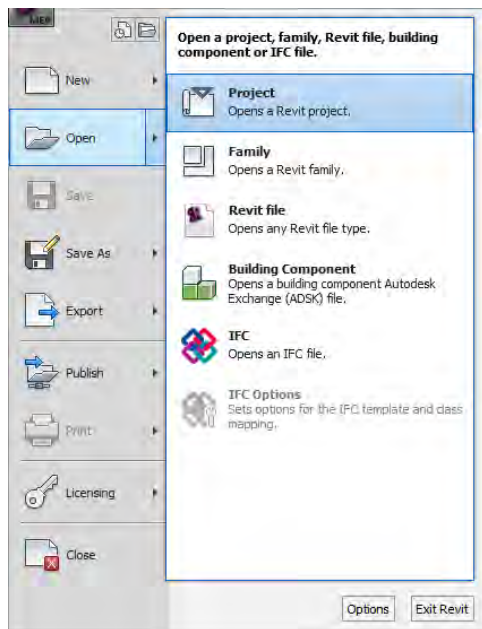 MEP
Open a project, family, Revit file, building
component or IFC file.
New
Project
Opens a Revit project.
Open
Family
Opens a Revit family.
Save
Revit file
Opens any Revit file type.
Save As
Building Component
Opens a building component Autodesk
Exchange (ADSK) file.
Export
IFC
Opens an IFC file.
Publish
IFC Options
Sets options for the IFC template and class
mapping.
Print
Licensing
Close
Options
Exit Revit